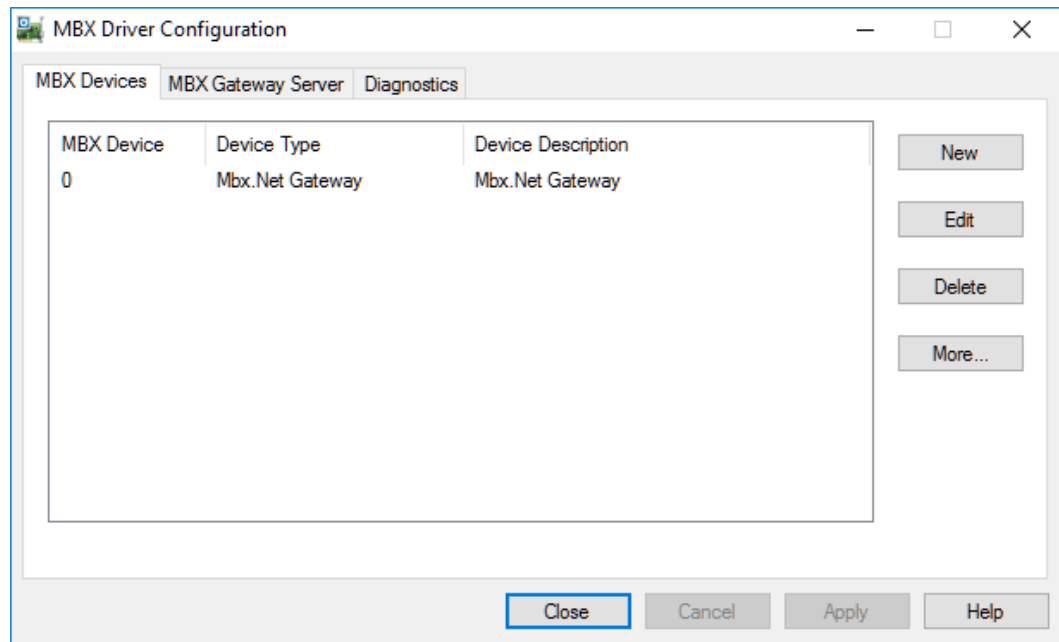 MBX Driver Configuration
MBX Devices MBX Gateway Server Diagnostics
MBX Device Device Type Device Description
0 Mbx.Net Gateway Mbx.Net Gateway
New
Edit
Delete
More...
Close Cancel Apply Help